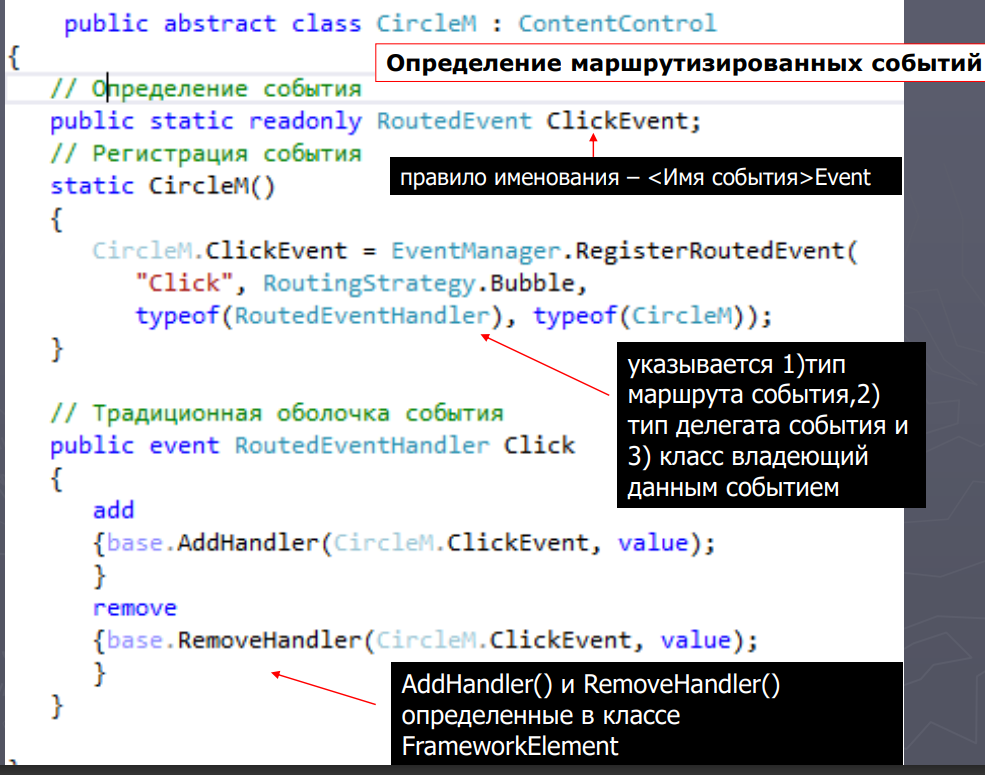 public abstract class CircleM : ContentControl
{
Определение маршрутизированных событий
// Определение события
public static readonly RoutedEvent ClickEvent;
// Регистрация события
правило именования – <Имя события>Event
static CircleM()
{
CircleM.ClickEvent = EventManager.RegisterRoutedEvent(
"Click", RoutingStrategy.Bubble,
typeof(RoutedEventHandler), typeof(CircleM));
}
указывается 1)тип
маршрута события,2)
тип делегата события и
3) класс владеющий
данным событием
// Традиционная оболочка события
public event RoutedEventHandler Click
{
add
{base.AddHandler(CircleM.ClickEvent, value);
}
remove
{base.RemoveHandler(CircleM.ClickEvent, value);
}
}
AddHandler() и RemoveHandler()
определенные в классе
FrameworkElement
}